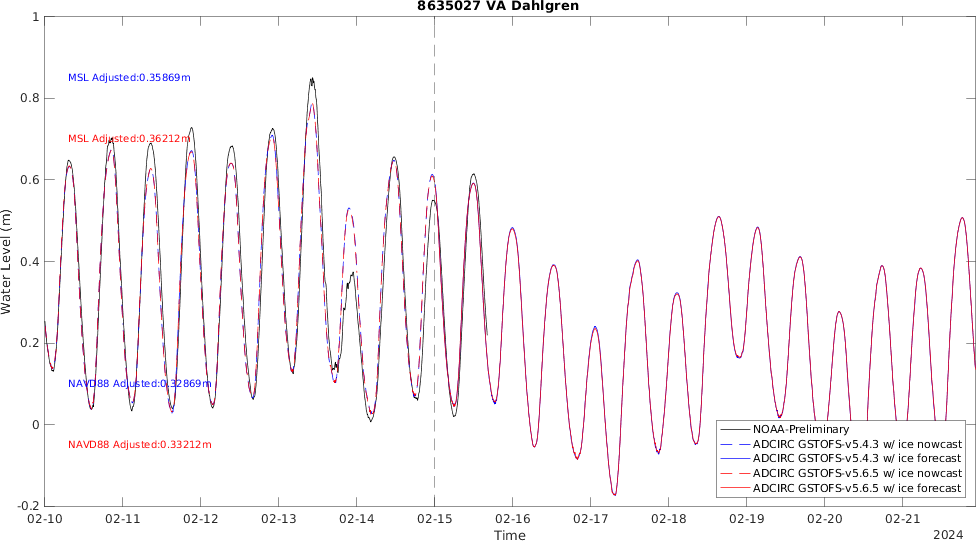 8635027 VA Dahlgren
Water Level (m)
1
0.8
0.6
0.4
0.2
0
-0.2
MSL Adjusted:0.35869m
MSL Adjusted:0.36212m
NAVD88 Adjusted:0.32869m
NAVD88 Adjusted:0.33212m
NOAA-Preliminary
ADCIRC GSTOFS-v5.4.3 w/ ice nowcast
ADCIRC GSTOFS-v5.4.3 w/ ice forecast
ADCIRC GSTOFS-v5.6.5 w/ ice nowcast
ADCIRC GSTOFS-v5.6.5 w/ ice forecast
02-10 02-11 02-12 02-13 02-14 02-15 02-16 02-17 02-18 02-19 02-20 02-21
Time
2024